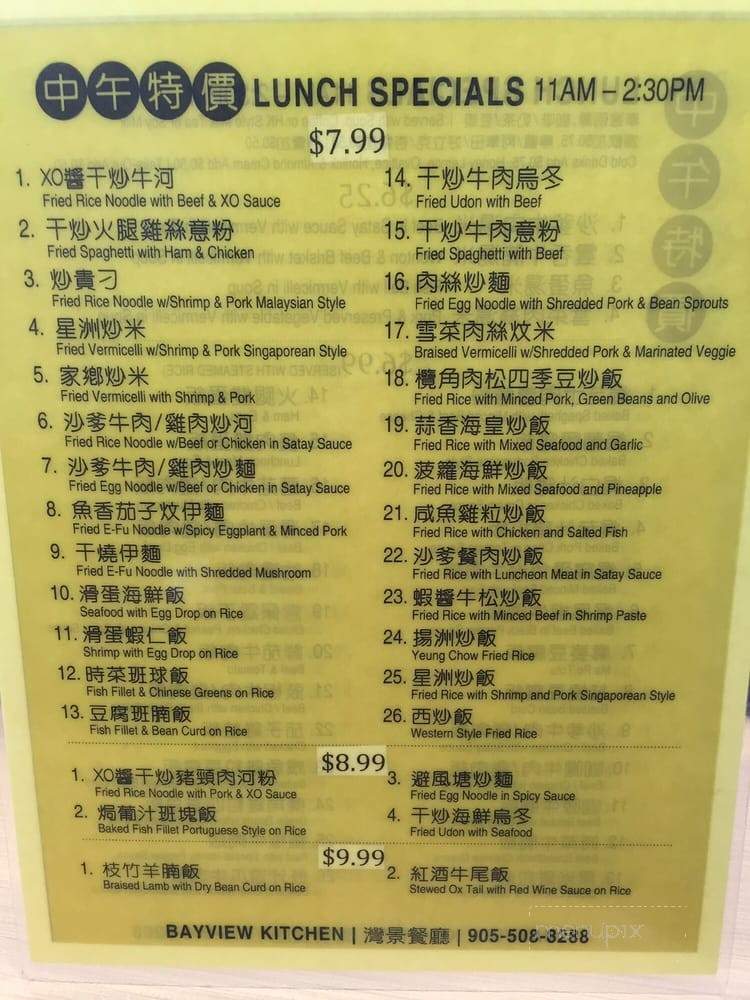 中午特價 LUNCH SPECIALS 11AM – 2:30PM
$7.99
1. XO醬干炒牛河
Fried Rice Noodle with Beef & XO Sauce
2. 干炒火腿雞絲意粉
Fried Spaghetti with Ham & Chicken
3. 炒貴刁
Fried Rice Noodle w/Shrimp & Pork Malaysian Style
4. 星洲炒米
Fried Vermicelli w/Shrimp & Pork Singaporean Style
5. 家鄉炒米
Fried Vermicelli with Shrimp & Pork
6. 沙爹牛肉/雞肉炒河
Fried Rice Noodle w/Beef or Chicken in Satay Sauce
7. 沙爹牛肉/雞肉炒麵
Fried Egg Noodle w/Beef or Chicken in Satay Sauce
8. 魚香茄子炆伊麵
Fried E-Fu Noodle w/Spicy Eggplant & Minced Pork
9. 干燒伊麵
Fried E-Fu Noodle with Shredded Mushroom
10. 滑蛋海鮮飯
Seafood with Egg Drop on Rice
11. 滑蛋蝦仁飯
Shrimp with Egg Drop on Rice
12. 時菜班球飯
Fish Fillet & Chinese Greens on Rice
13. 豆腐班腩飯
Fish Fillet & Bean Curd on Rice
14. 干炒牛肉烏冬
Fried Udon with Beef
15. 干炒牛肉意粉
Fried Spaghetti with Beef
16. 肉絲炒麵
Fried Egg Noodle with Shredded Pork & Bean Sprouts
17. 雪菜肉絲炆米
Braised Vermicelli w/Shredded Pork & Marinated Veggie
18. 欖角肉松四季豆炒飯
Fried Rice with Minced Pork, Green Beans and Olive
19. 蒜香海皇炒飯
Fried Rice with Mixed Seafood and Garlic
20. 菠籮海鮮炒飯
Fried Rice with Mixed Seafood and Pineapple
21. 咸魚雞粒炒飯
Fried Rice with Chicken and Salted Fish
22. 沙爹餐肉炒飯
Fried Rice with Luncheon Meat in Satay Sauce
23. 蝦醬牛松炒飯
Fried Rice with Minced Beef in Shrimp Paste
24. 揚洲炒飯
Yeung Chow Fried Rice
25. 星洲炒飯
Fried Rice with Shrimp and Pork Singaporean Style
26. 西炒飯
Western Style Fried Rice
$8.99
1. XO醬干炒豬頸肉河粉
Fried Rice Noodle with Pork & XO Sauce
2. 焗葡汁班塊飯
Baked Fish Fillet Portuguese Style on Rice
3. 避風塘炒麵
Fried Egg Noodle in Spicy Sauce
4. 干炒海鮮烏冬
Fried Udon with Seafood
$9.99
1. 枝竹羊腩飯
Braised Lamb with Dry Bean Curd on Rice
2. 紅酒牛尾飯
Stewed Ox Tail with Red Wine Sauce on Rice
BAYVIEW KITCHEN | 灣景餐廳 | 905-508-8288